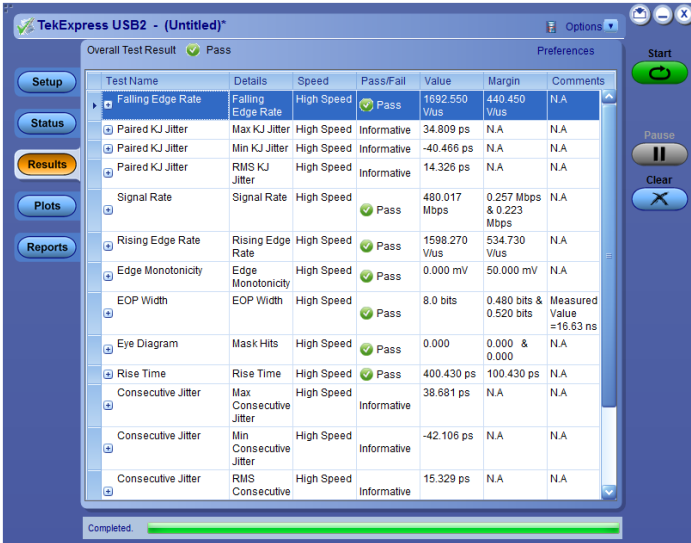 TekExpress USB2 - (Untitled)*
Options
Overall Test Result Pass
Preferences
Start
Setup
Status
Results
Plots
Reports
Pause
Clear
Test Name Details Speed Pass/Fail Value Margin Comments
Falling Edge Rate Falling Edge Rate High Speed Pass 1692.550 V/us 440.450 V/us N.A
Paired KJ Jitter Max KJ Jitter High Speed Informative 34.809 ps N.A N.A
Paired KJ Jitter Min KJ Jitter High Speed Informative -40.466 ps N.A N.A
Paired KJ Jitter RMS KJ Jitter High Speed Informative 14.326 ps N.A N.A
Signal Rate Signal Rate High Speed Pass 480.017 Mbps 0.257 Mbps & 0.223 Mbps N.A
Rising Edge Rate Rising Edge Rate High Speed Pass 1598.270 V/us 534.730 V/us N.A
Edge Monotonicity Edge Monotonicity High Speed Pass 0.000 mV 50.000 mV N.A
EOP Width EOP Width High Speed Pass 8.0 bits 0.480 bits & 0.520 bits Measured Value =16.63 ns
Eye Diagram Mask Hits High Speed Pass 0.000 0.000 & 0.000 N.A
Rise Time Rise Time High Speed Pass 400.430 ps 100.430 ps N.A
Consecutive Jitter Max Consecutive Jitter High Speed Informative 38.681 ps N.A N.A
Consecutive Jitter Min Consecutive Jitter High Speed Informative -42.106 ps N.A N.A
Consecutive Jitter RMS Consecutive High Speed Informative 15.329 ps N.A N.A
Completed.